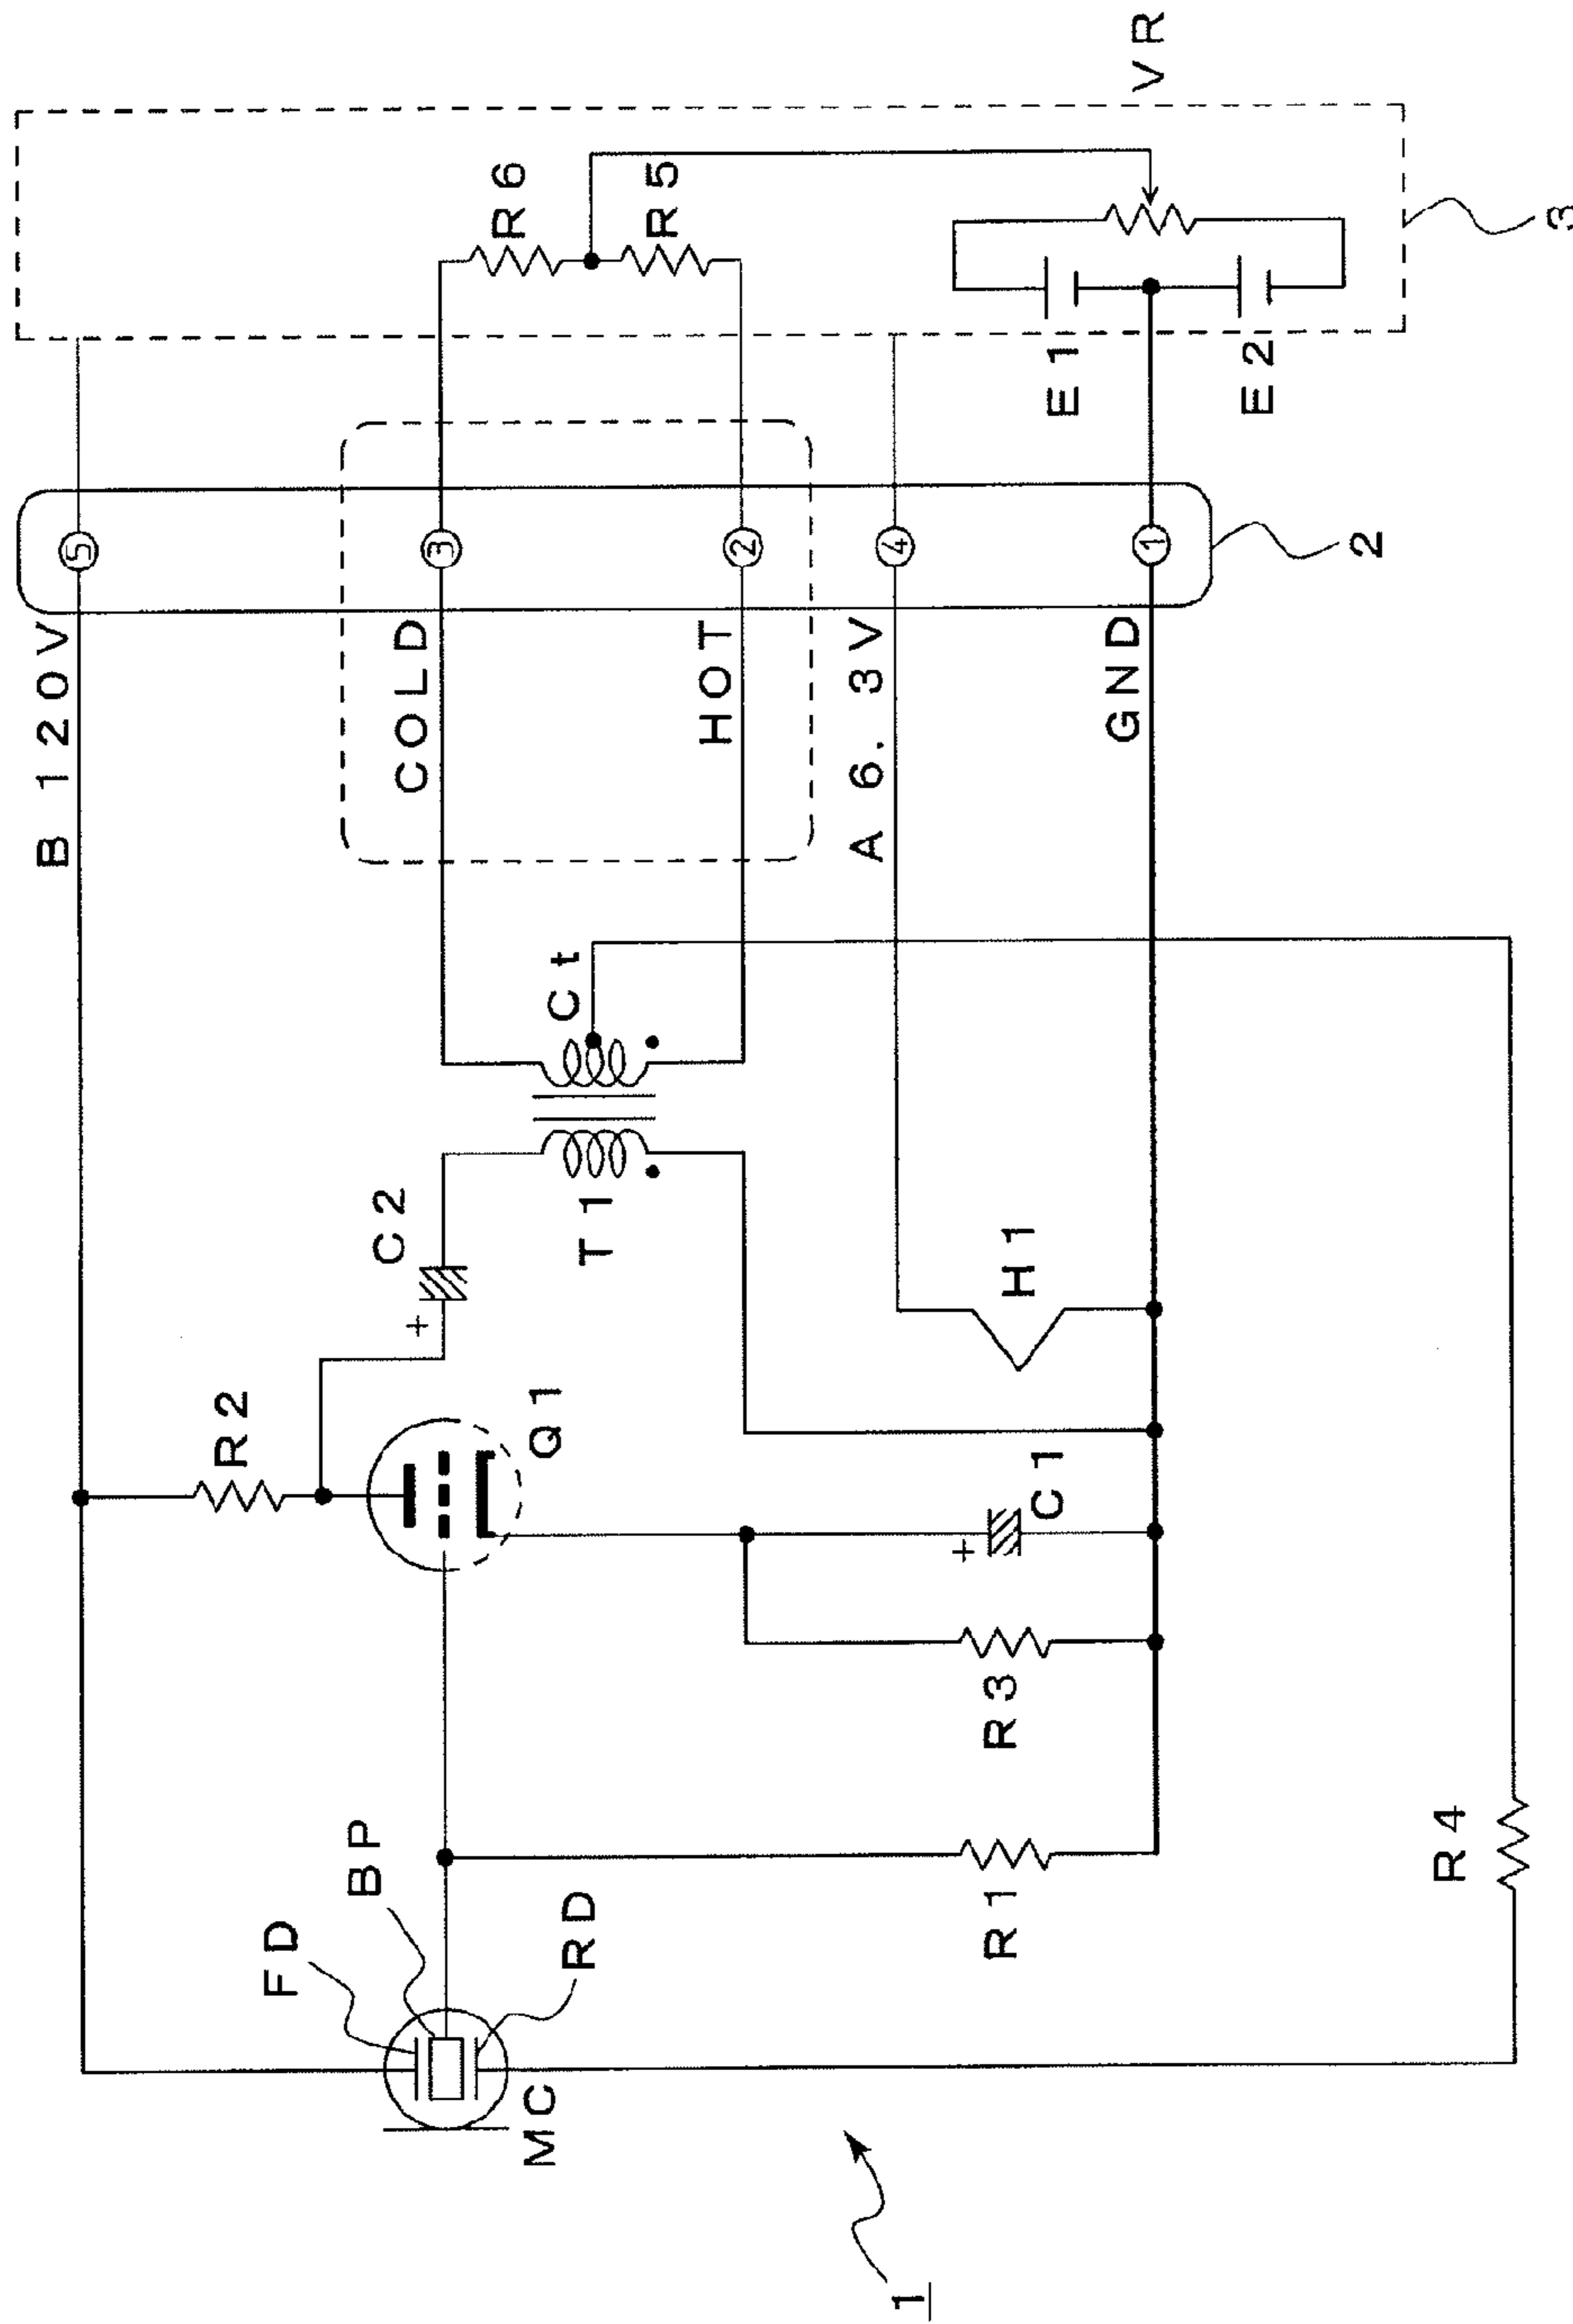 B 120V
5
R2
C2
FD
BP
MC
RD
Q1
T1
Ct
COLD
3
HOT
2
R6
R5
A 6. 3V
4
H1
GND
1
VR
E1
E2
R1
R3
+
C1
+
R4
1
2
3